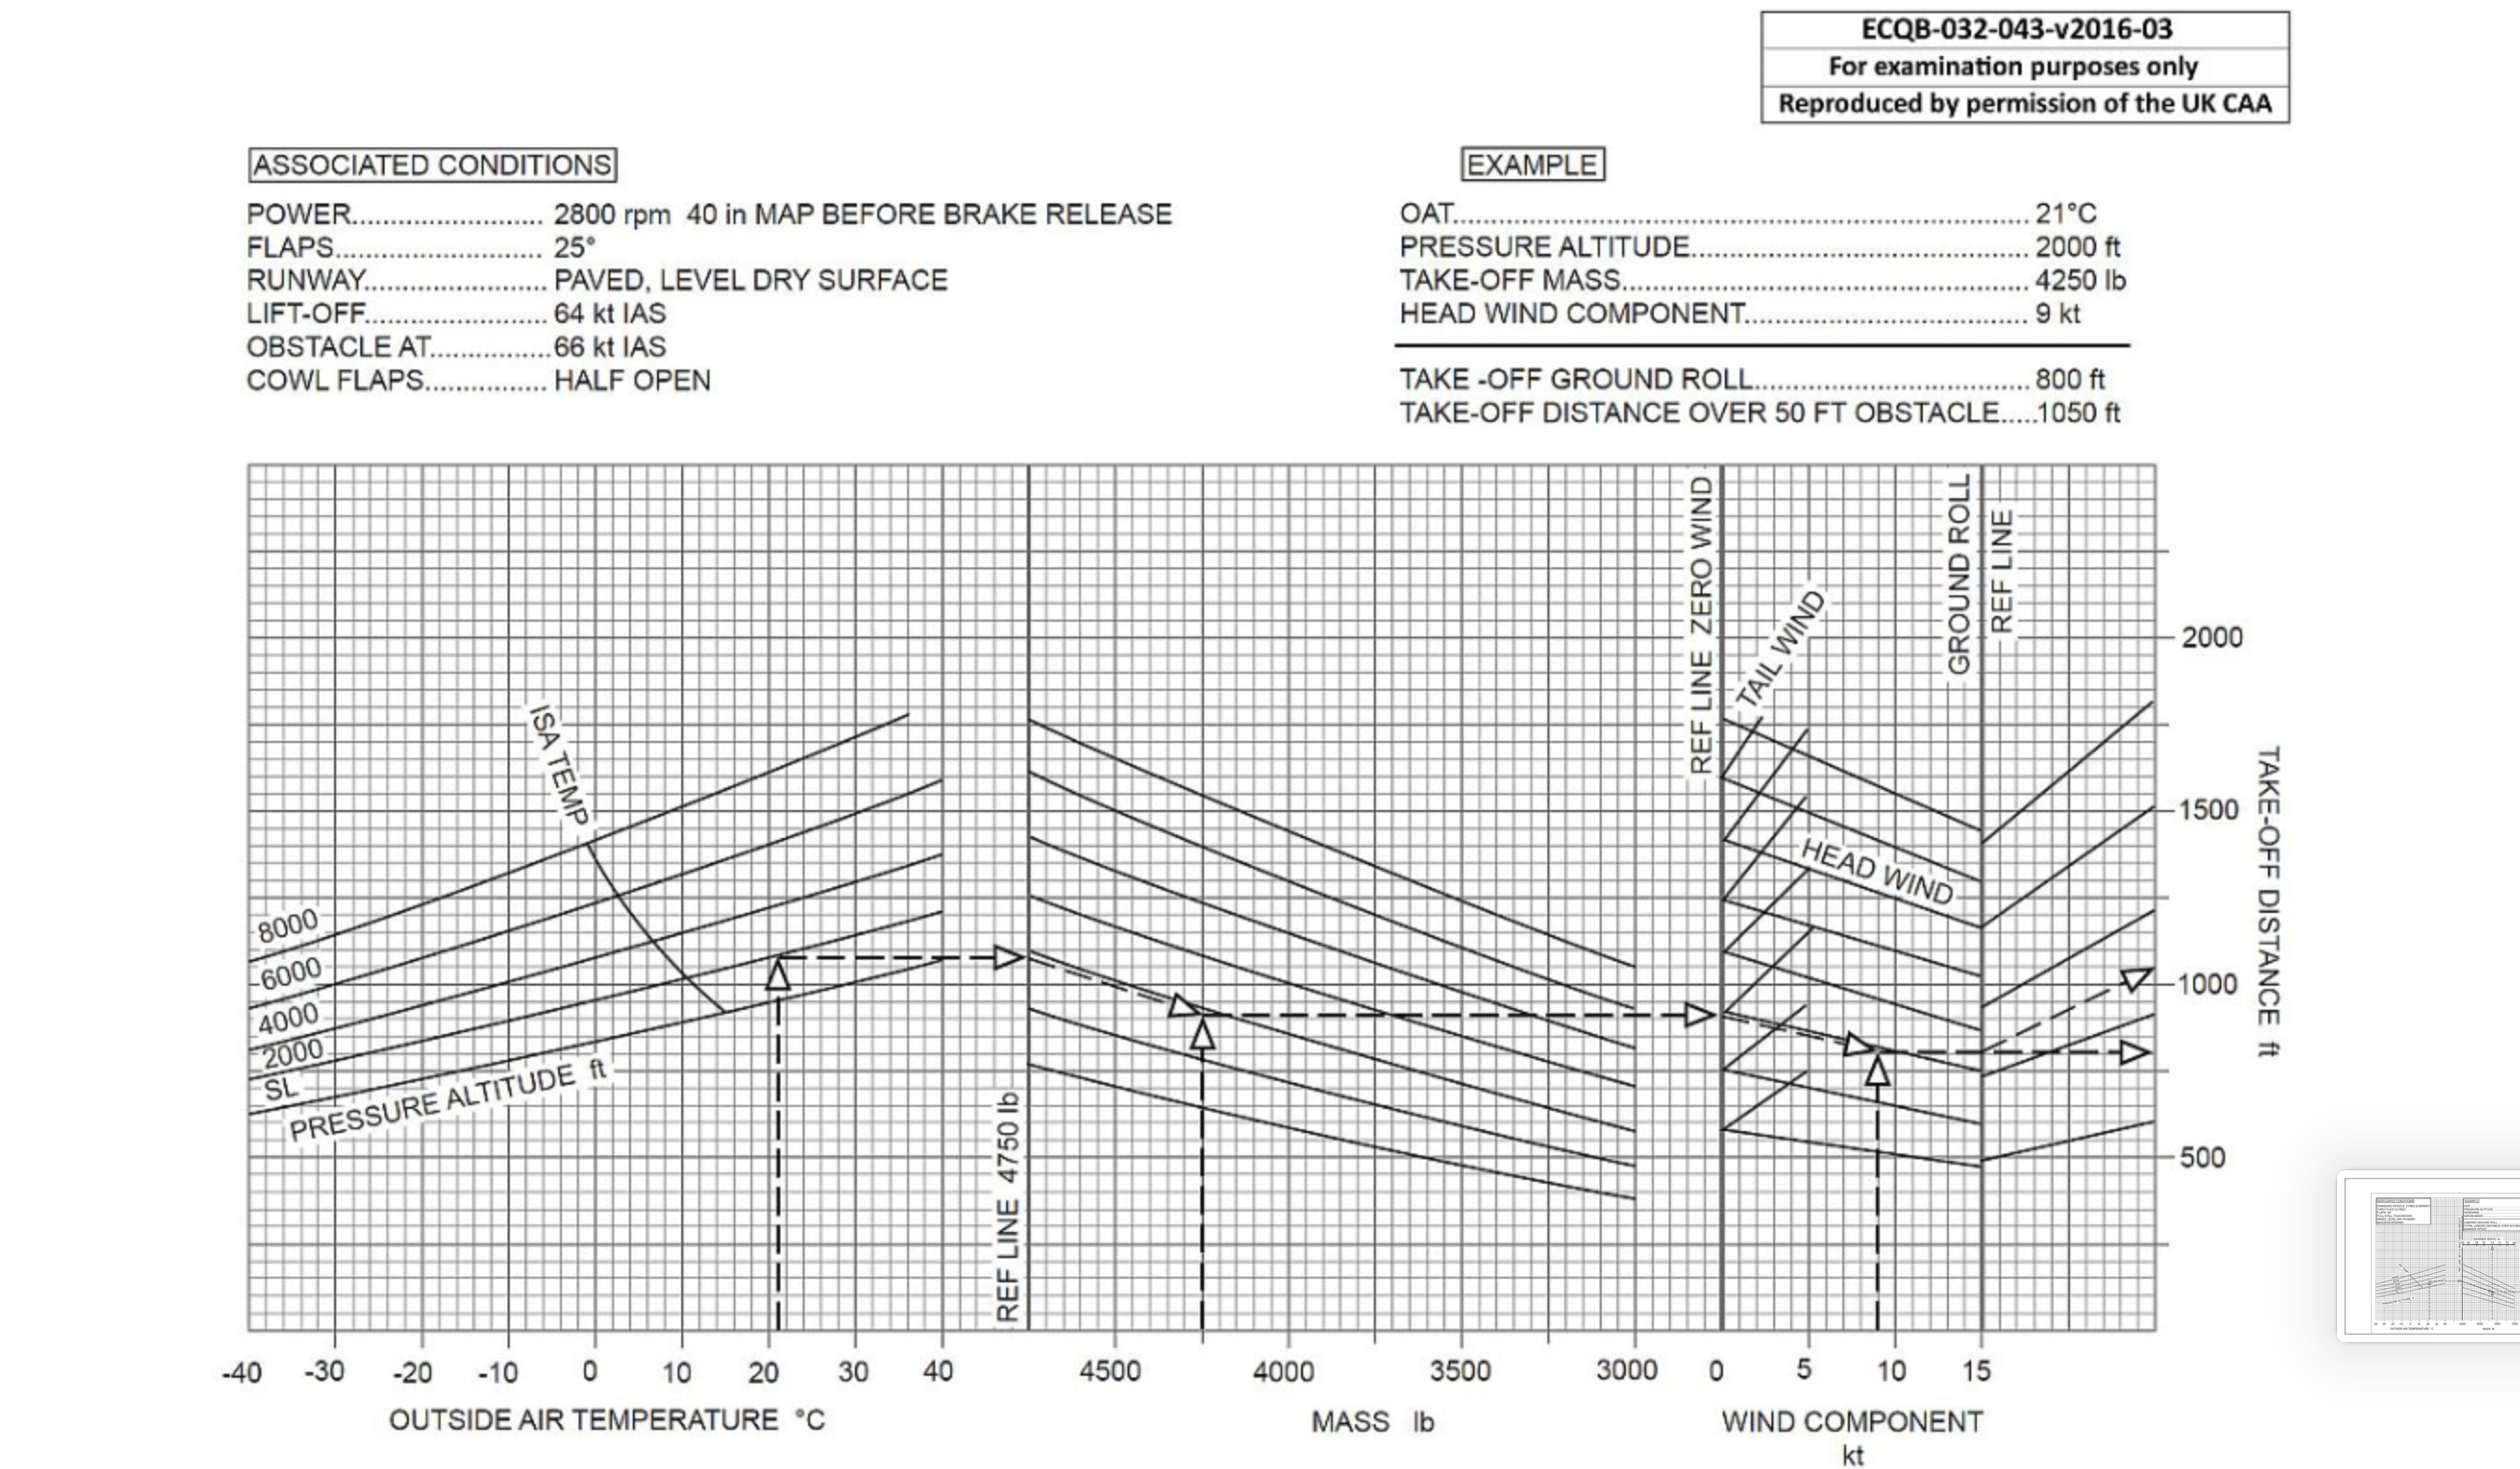 ECQB-032-043-v2016-03
For examination purposes only
Reproduced by permission of the UK CAA
ASSOCIATED CONDITIONS
POWER....................... 2800 rpm 40 in MAP BEFORE BRAKE RELEASE
FLAPS......................... 25°
RUNWAY...................... PAVED, LEVEL DRY SURFACE
LIFT-OFF...................... 64 kt IAS
OBSTACLE AT...............66 kt IAS
COWL FLAPS............... HALF OPEN
EXAMPLE
OAT...................................................................... 21°C
PRESSURE ALTITUDE......................................... 2000 ft
TAKE-OFF MASS................................................. 4250 lb
HEAD WIND COMPONENT.................................. 9 kt
TAKE -OFF GROUND ROLL................................. 800 ft
TAKE-OFF DISTANCE OVER 50 FT OBSTACLE.....1050 ft
ISA TEMP
8000
6000
4000
2000
SL
PRESSURE ALTITUDE ft
REF LINE 4750 lb
REF LINE ZERO WIND
TAIL WIND
HEAD WIND
GROUND ROLL
REF LINE
2000
1500
1000
500
TAKE-OFF DISTANCE ft
-40 -30 -20 -10 0 10 20 30 40 4500 4000 3500 3000 0 5 10 15
OUTSIDE AIR TEMPERATURE °C
MASS lb
WIND COMPONENT
kt